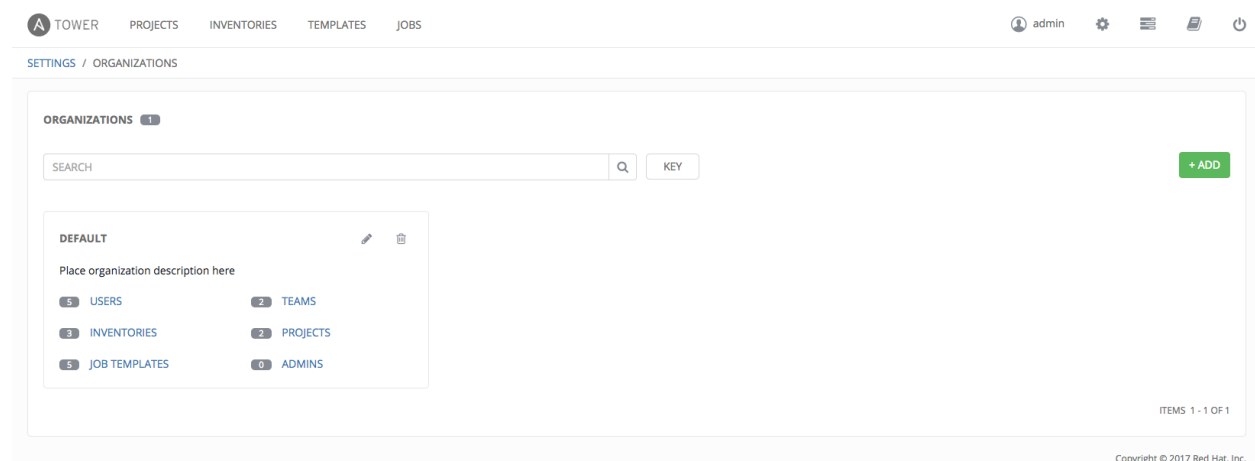 A TOWER PROJECTS INVENTORIES TEMPLATES JOBS admin
SETTINGS / ORGANIZATIONS
ORGANIZATIONS 1
SEARCH KEY + ADD
DEFAULT
Place organization description here
5 USERS 2 TEAMS
3 INVENTORIES 2 PROJECTS
5 JOB TEMPLATES 0 ADMINS
ITEMS 1 - 1 OF 1
Copyright © 2017 Red Hat, Inc.